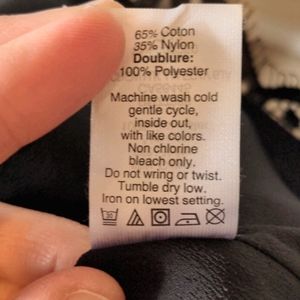 65% Coton
35% Nylon
Doublure:
100% Polyester
Machine wash cold
gentle cycle,
inside out,
with like colors.
Non chlorine
bleach only.
Do not wring or twist.
Tumble dry low.
Iron on lowest setting.